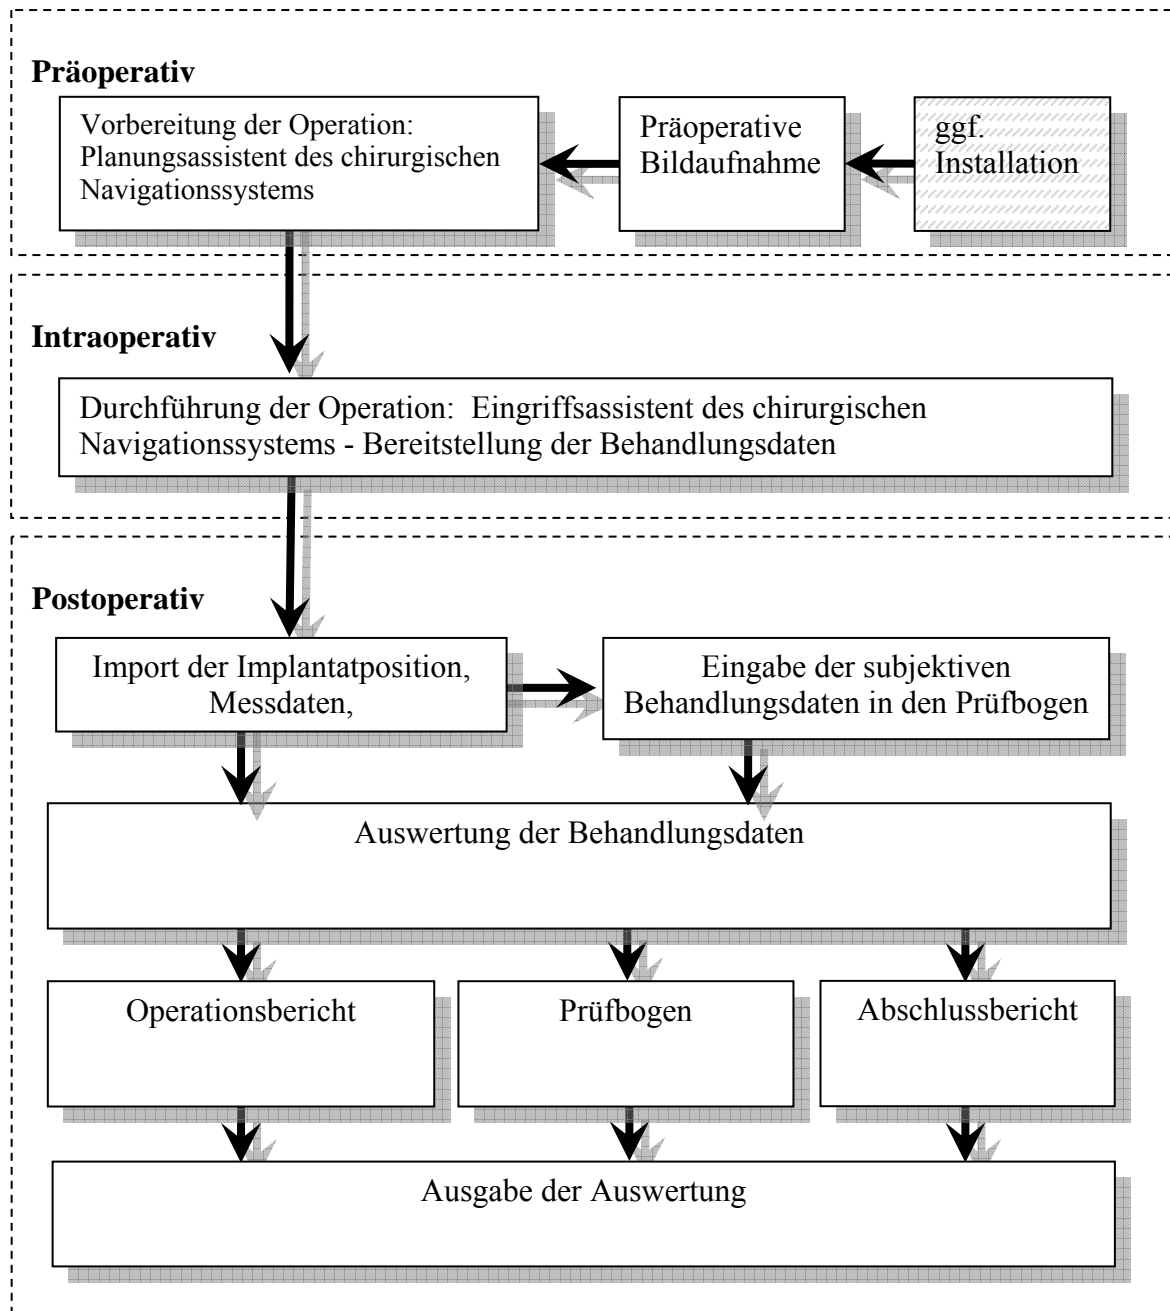 Präoperativ
Vorbereitung der Operation:
Planungsassistent des chirurgischen
Navigationssystems
Präoperative
Bildaufnahme
ggf.
Installation
Intraoperativ
Durchführung der Operation:  Eingriffsassistent des chirurgischen
Navigationssystems - Bereitstellung der Behandlungsdaten
Postoperativ
Import der Implantatposition,
Messdaten,
Eingabe der subjektiven
Behandlungsdaten in den Prüfbogen
Auswertung der Behandlungsdaten
Operationsbericht
Prüfbogen
Abschlussbericht
Ausgabe der Auswertung